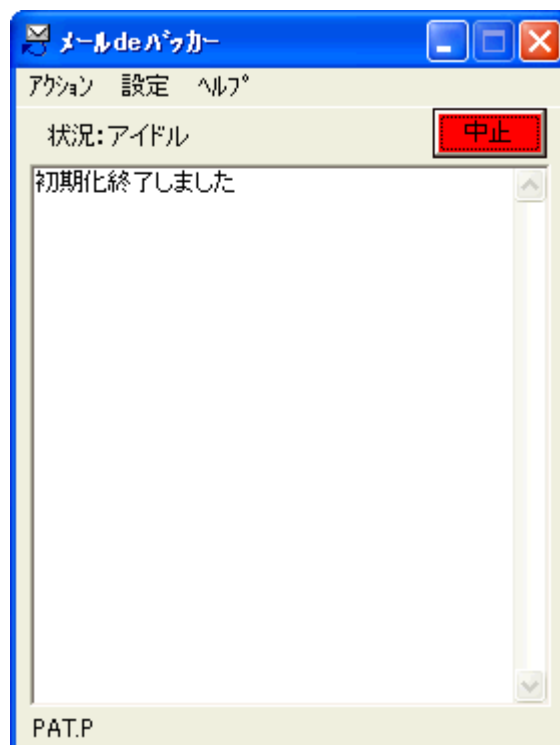 メールdeパッカー
ｱｸｼｮﾝ 設定 ﾍﾙﾌﾟ
状況:アイドル 中止
初期化終了しました
PAT.P